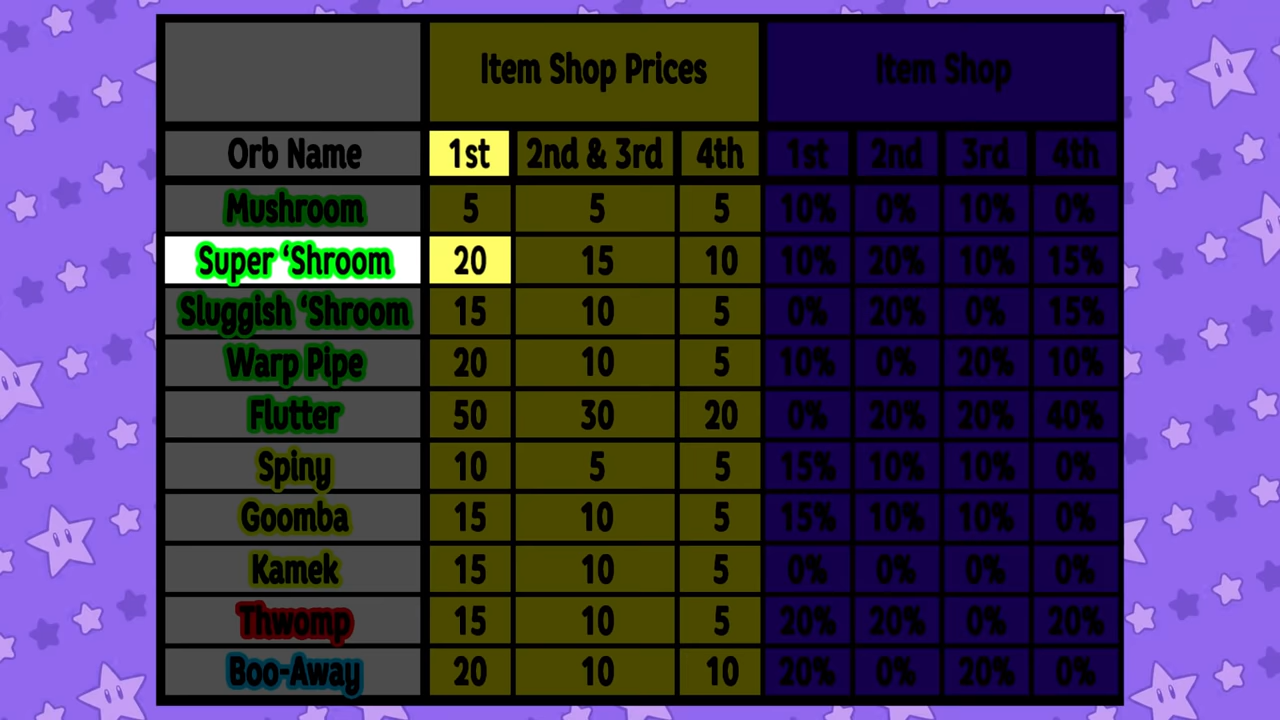 Item Shop Prices Item Shop
Orb Name 1st 2nd & 3rd 4th 1st 2nd 3rd 4th
Mushroom 5 5 5 10% 0% 10% 0%
Super ‘Shroom 20 15 10 10% 20% 10% 15%
Sluggish ‘Shroom 15 10 5 0% 20% 0% 15%
Warp Pipe 20 10 5 10% 0% 20% 10%
Flutter 50 30 20 0% 20% 20% 40%
Spiny 10 5 5 15% 10% 10% 0%
Goomba 15 10 5 15% 10% 10% 0%
Kamek 15 10 5 0% 0% 0% 0%
Thwomp 15 10 5 20% 20% 0% 20%
Boo-Away 20 10 10 20% 0% 20% 0%